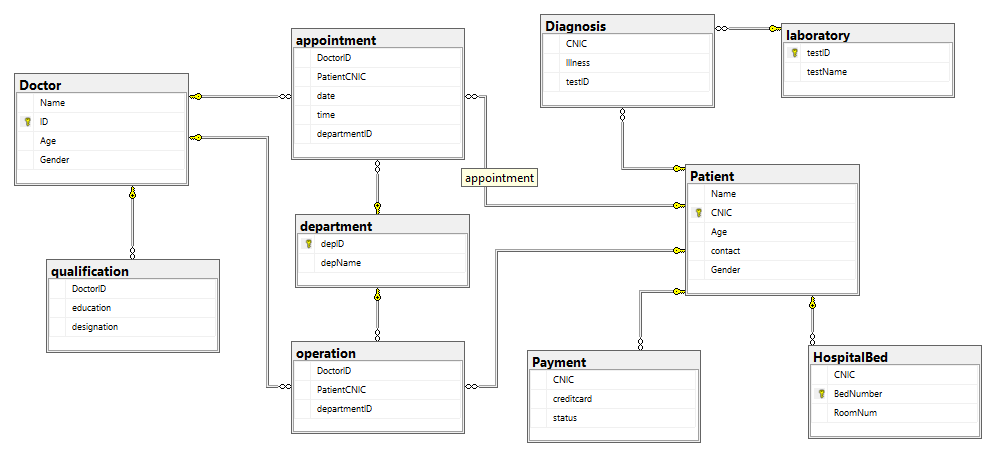 Doctor
Name
ID
Age
Gender
appointment
DoctorID
PatientCNIC
date
time
departmentID
Diagnosis
CNIC
Illness
testID
laboratory
testID
testName
appointment
Patient
Name
CNIC
Age
contact
Gender
department
depID
depName
qualification
DoctorID
education
designation
operation
DoctorID
PatientCNIC
departmentID
Payment
CNIC
creditcard
status
HospitalBed
CNIC
BedNumber
RoomNum